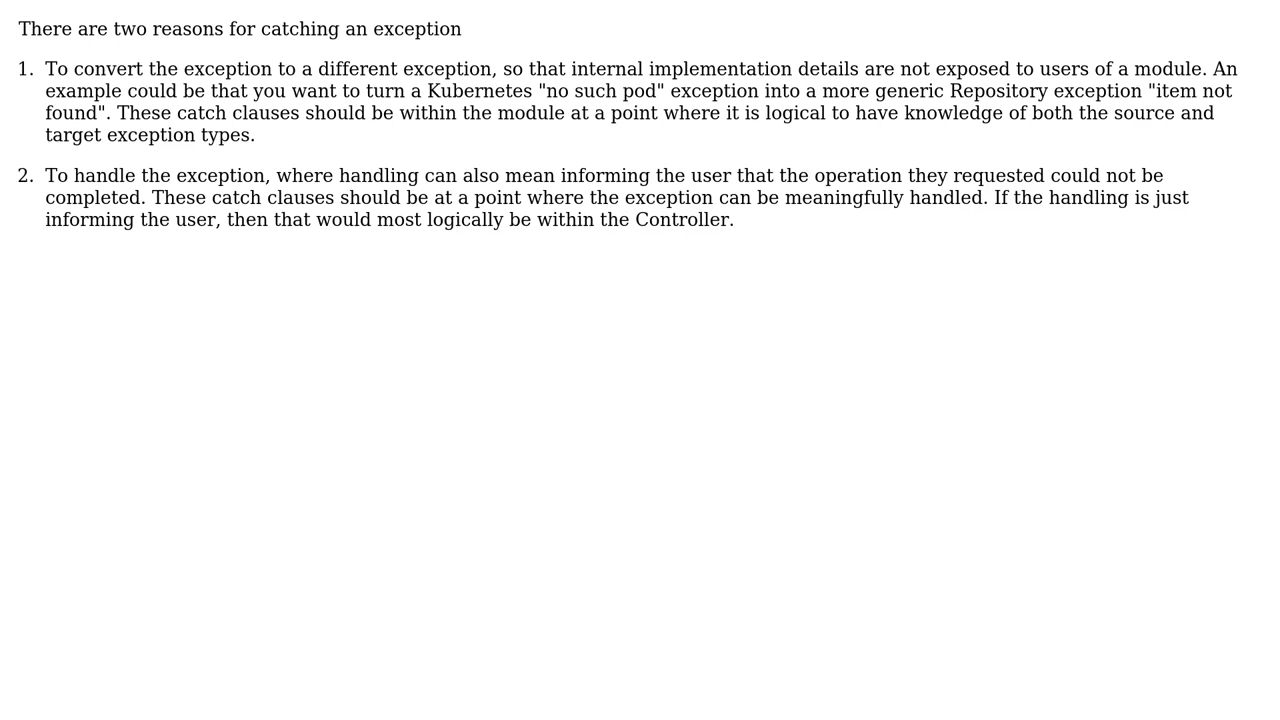 There are two reasons for catching an exception
1. To convert the exception to a different exception, so that internal implementation details are not exposed to users of a module. An
example could be that you want to turn a Kubernetes "no such pod" exception into a more generic Repository exception "item not
found". These catch clauses should be within the module at a point where it is logical to have knowledge of both the source and
target exception types.
2. To handle the exception, where handling can also mean informing the user that the operation they requested could not be
completed. These catch clauses should be at a point where the exception can be meaningfully handled. If the handling is just
informing the user, then that would most logically be within the Controller.